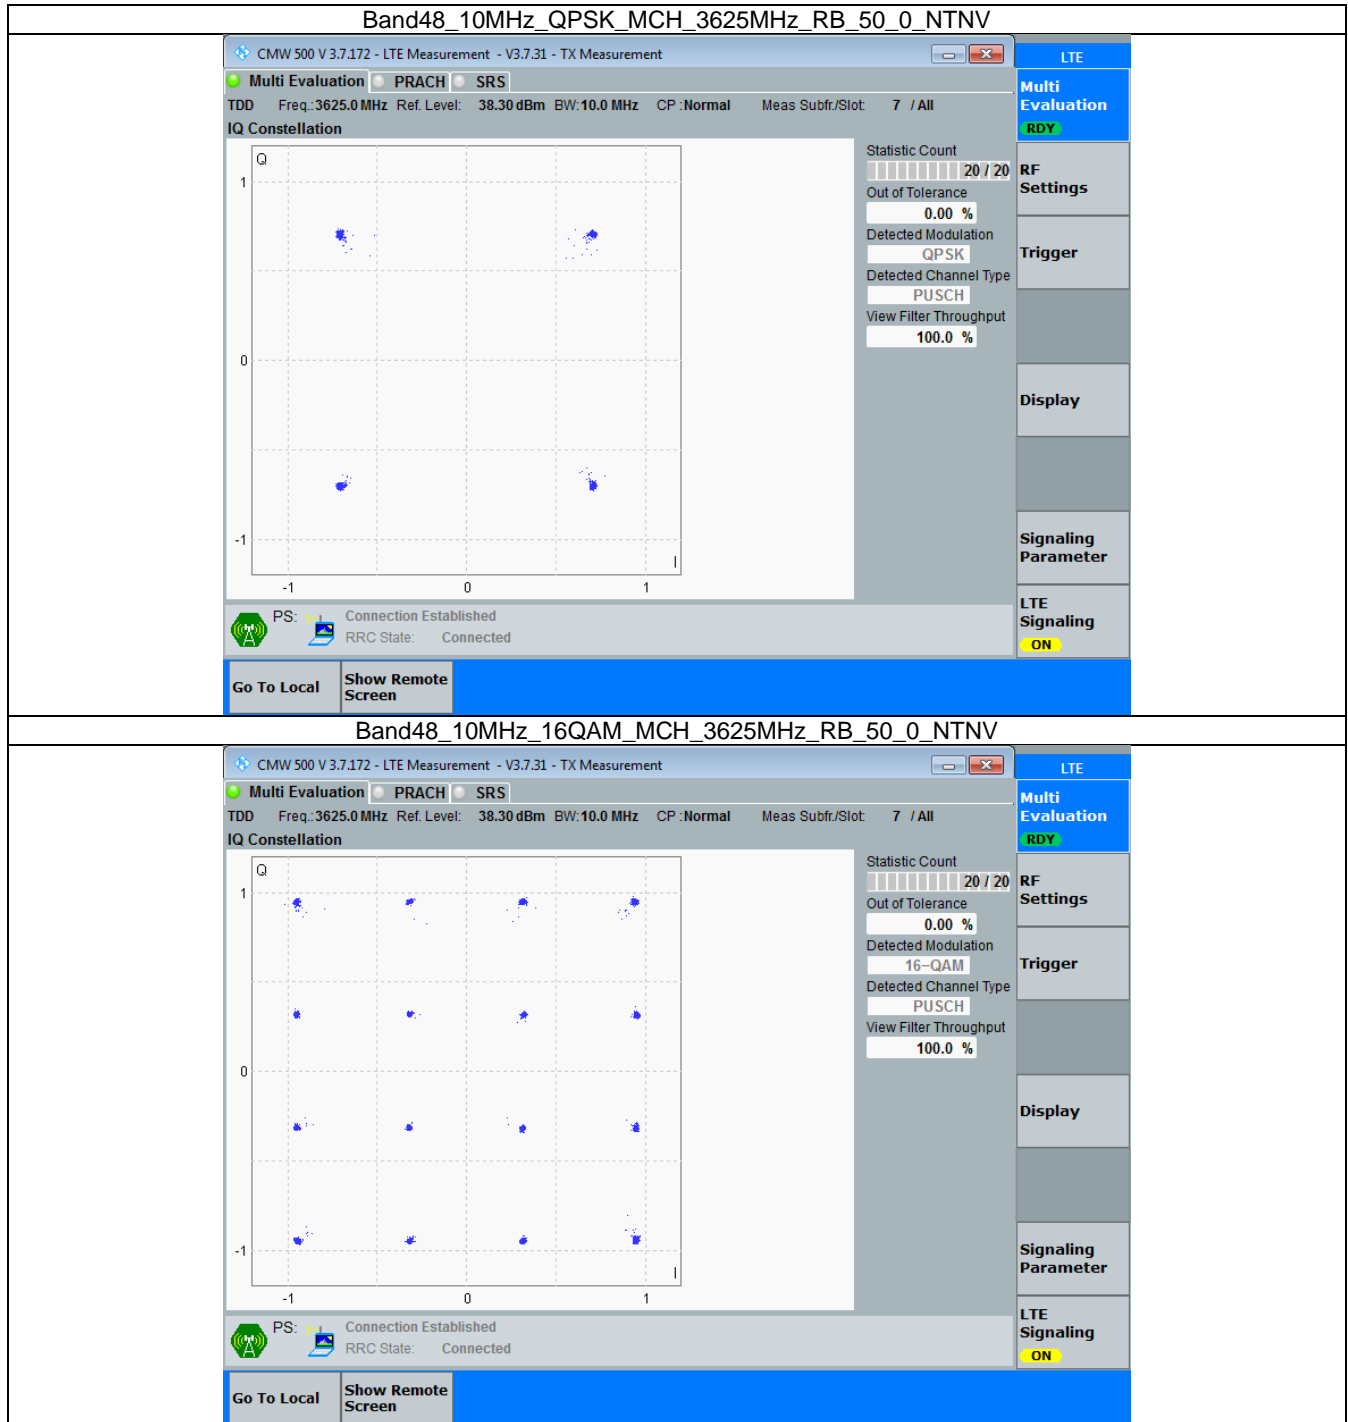 Band48_10MHz_QPSK_MCH_3625MHz_RB_50_0_NTNV
CMW 500 V 3.7.172 - LTE Measurement - V3.7.31 - TX Measurement
LTE
Multi Evaluation PRACH SRS
TDD Freq.: 3625.0 MHz Ref. Level: 38.30 dBm BW: 10.0 MHz CP : Normal Meas Subfr./Slot: 7 / All
IQ Constellation
Q
1
0
-1
I
-1 0 1
Statistic Count
20 / 20
Out of Tolerance
0.00 %
Detected Modulation
QPSK
Detected Channel Type
PUSCH
View Filter Throughput
100.0 %
Multi
Evaluation
RDY
RF
Settings
Trigger
Display
Signaling
Parameter
LTE
Signaling
ON
PS: Connection Established
RRC State: Connected
Go To Local
Show Remote
Screen
Band48_10MHz_16QAM_MCH_3625MHz_RB_50_0_NTNV
CMW 500 V 3.7.172 - LTE Measurement - V3.7.31 - TX Measurement
LTE
Multi Evaluation PRACH SRS
TDD Freq.: 3625.0 MHz Ref. Level: 38.30 dBm BW: 10.0 MHz CP : Normal Meas Subfr./Slot: 7 / All
IQ Constellation
Q
1
0
-1
I
-1 0 1
Statistic Count
20 / 20
Out of Tolerance
0.00 %
Detected Modulation
16-QAM
Detected Channel Type
PUSCH
View Filter Throughput
100.0 %
Multi
Evaluation
RDY
RF
Settings
Trigger
Display
Signaling
Parameter
LTE
Signaling
ON
PS: Connection Established
RRC State: Connected
Go To Local
Show Remote
Screen